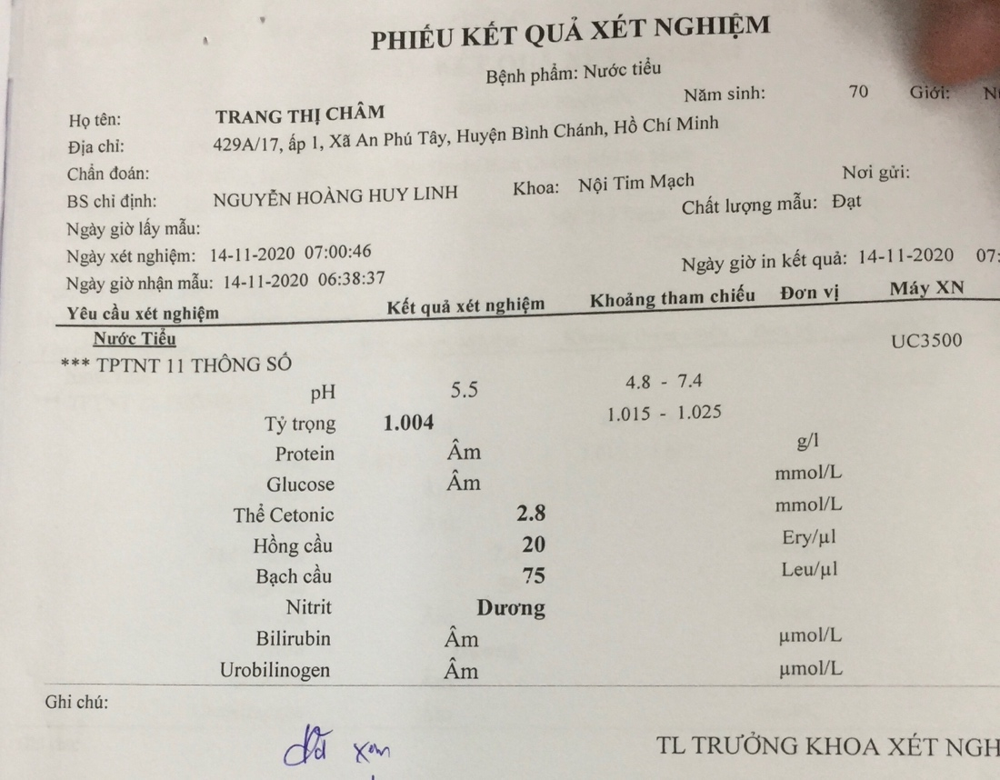 PHIẾU KẾT QUẢ XÉT NGHIỆM
Bệnh phẩm: Nước tiểu
Họ tên: TRANG THỊ CHÂM Năm sinh: 70 Giới:
Địa chỉ: 429A/17, ấp 1, Xã An Phú Tây, Huyện Bình Chánh, Hồ Chí Minh
Chẩn đoán: Nơi gửi:
BS chỉ định: NGUYỄN HOÀNG HUY LINH Khoa: Nội Tim Mạch
Ngày giờ lấy mẫu: Chất lượng mẫu: Đạt
Ngày xét nghiệm: 14-11-2020 07:00:46
Ngày giờ nhận mẫu: 14-11-2020 06:38:37 Ngày giờ in kết quả: 14-11-2020 07:
Yêu cầu xét nghiệm Kết quả xét nghiệm Khoảng tham chiếu Đơn vị Máy XN
Nước Tiểu UC3500
*** TPTNT 11 THÔNG SỐ
pH 5.5 4.8 - 7.4
Tỷ trọng 1.004 1.015 - 1.025
Protein Âm g/l
Glucose Âm mmol/L
Thể Cetonic 2.8 mmol/L
Hồng cầu 20 Ery/µl
Bạch cầu 75 Leu/µl
Nitrit Dương
Bilirubin Âm µmol/L
Urobilinogen Âm µmol/L
Ghi chú:
đã xem
TL TRƯỞNG KHOA XÉT NGH